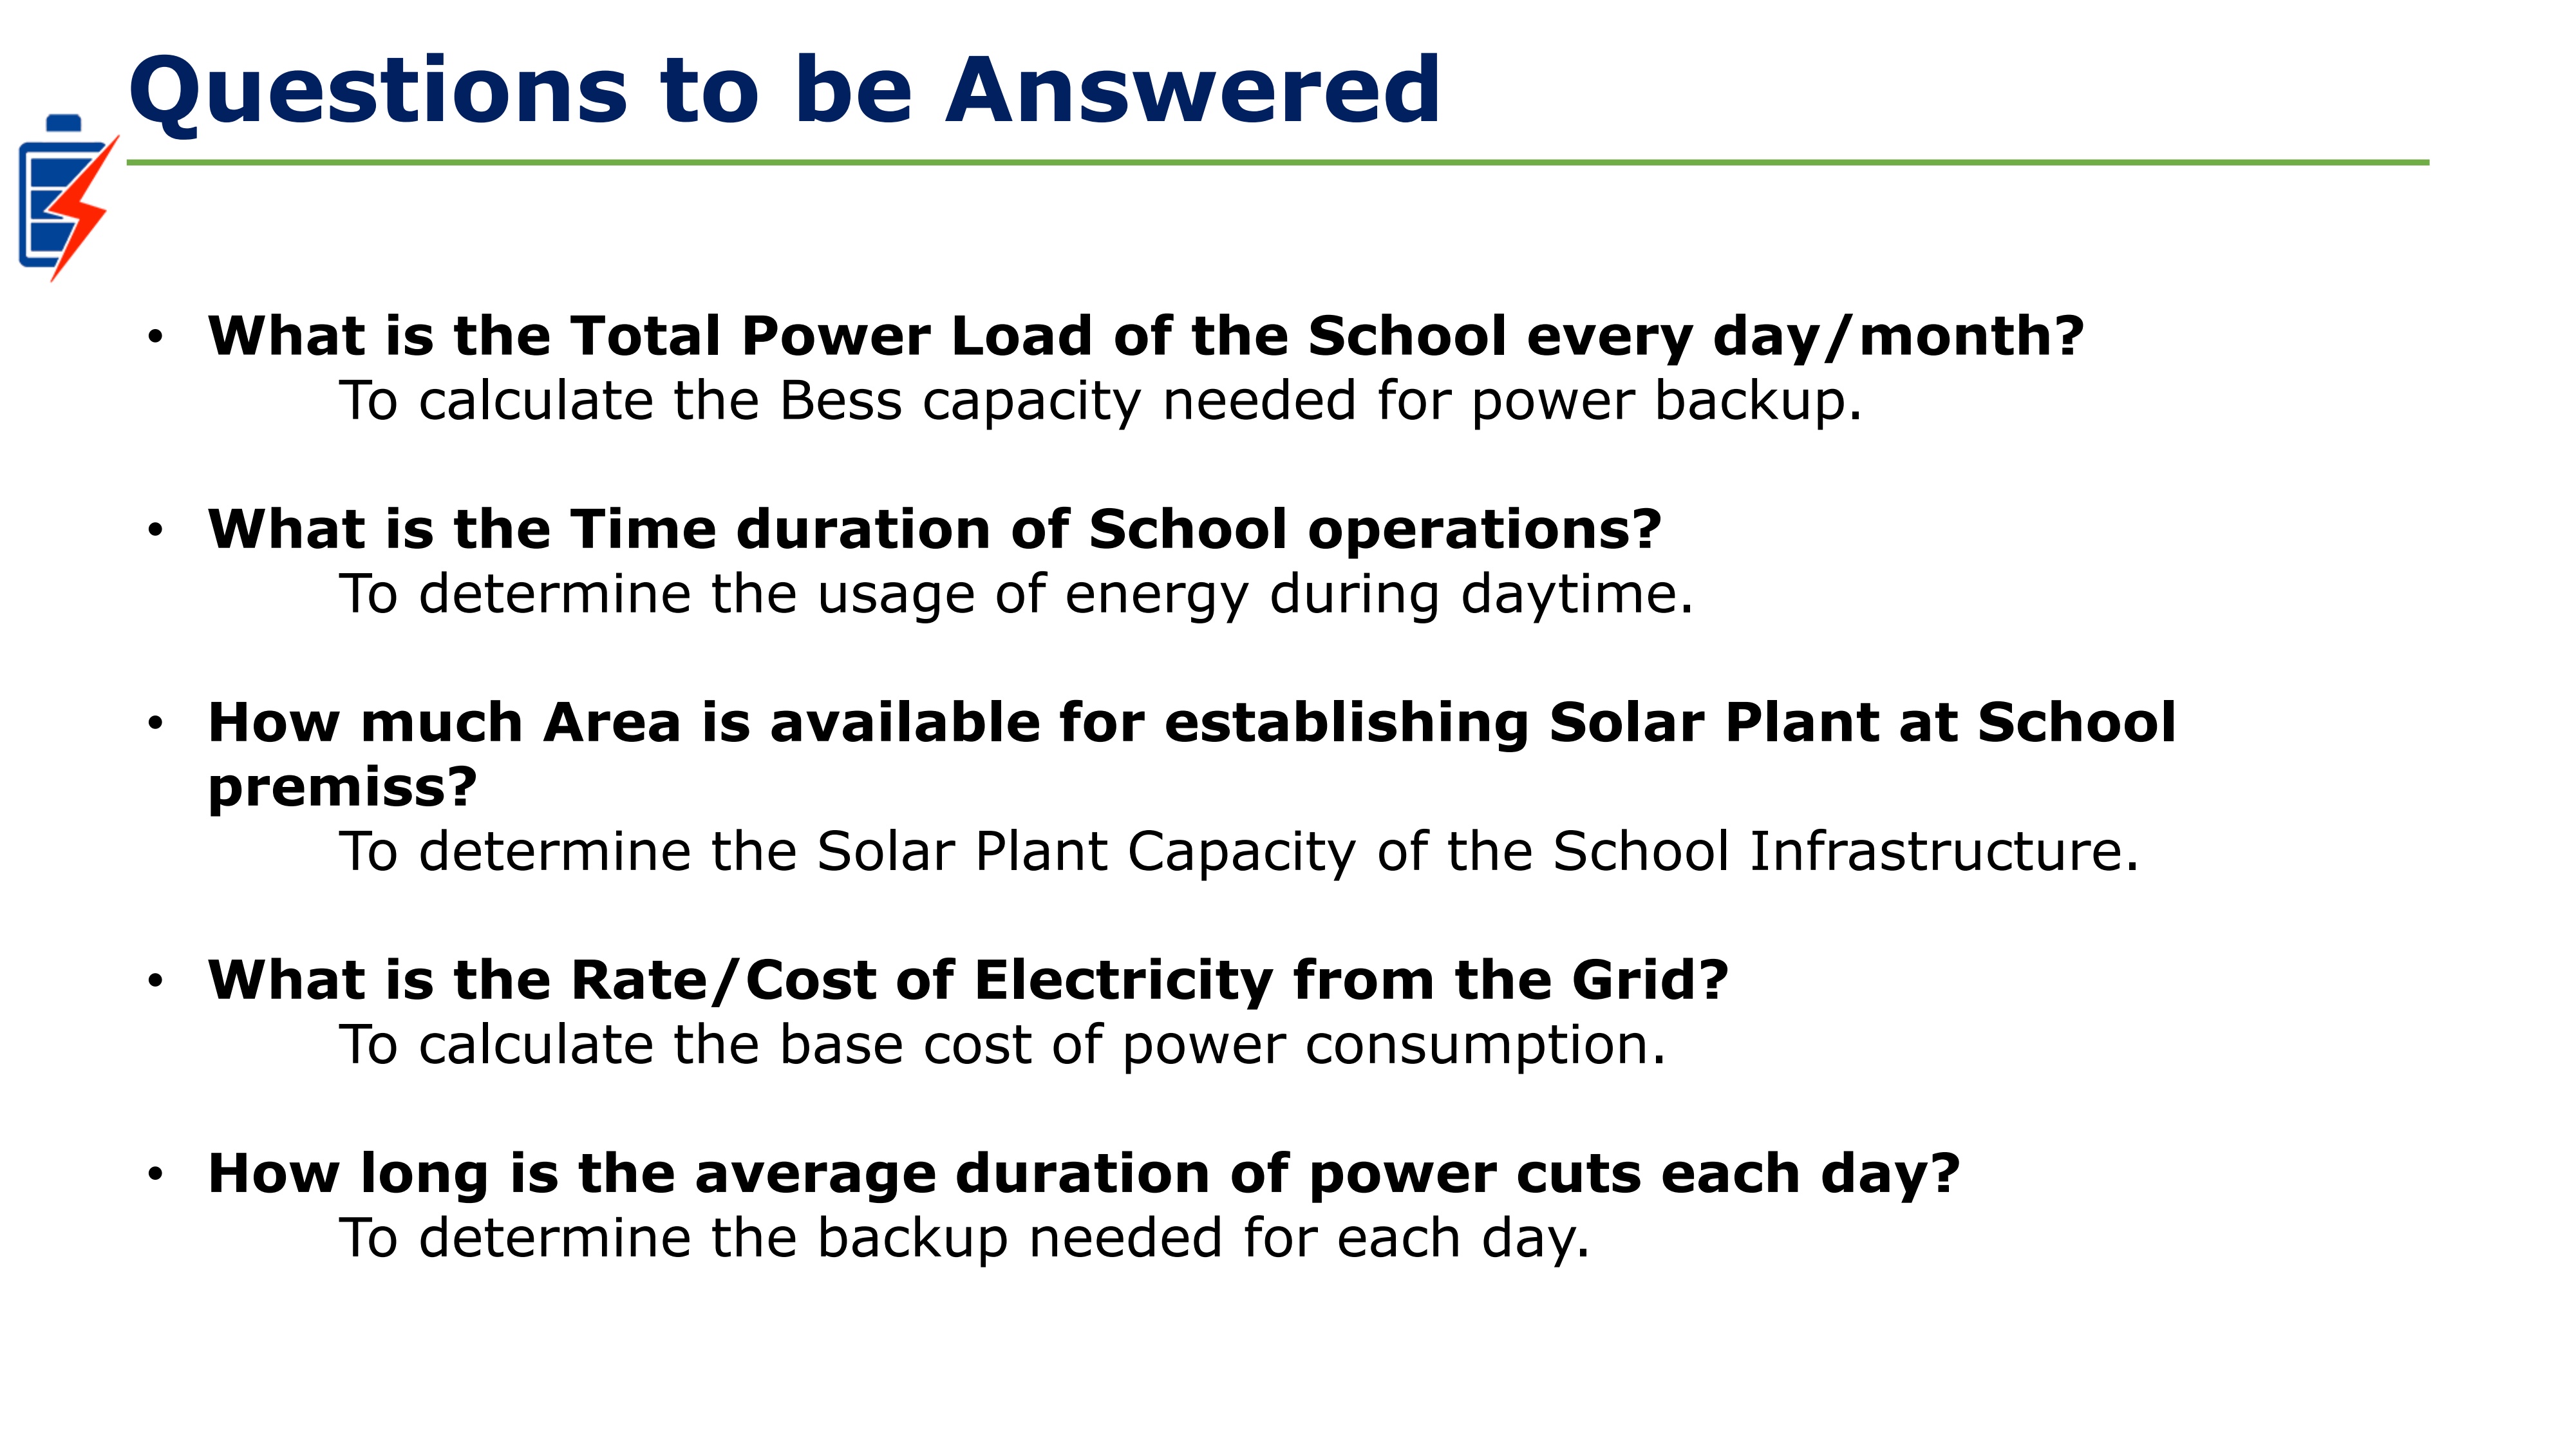 Questions to be Answered
• What is the Total Power Load of the School every day/month?
To calculate the Bess capacity needed for power backup.
• What is the Time duration of School operations?
To determine the usage of energy during daytime.
• How much Area is available for establishing Solar Plant at School
premiss?
To determine the Solar Plant Capacity of the School Infrastructure.
• What is the Rate/Cost of Electricity from the Grid?
To calculate the base cost of power consumption.
• How long is the average duration of power cuts each day?
To determine the backup needed for each day.